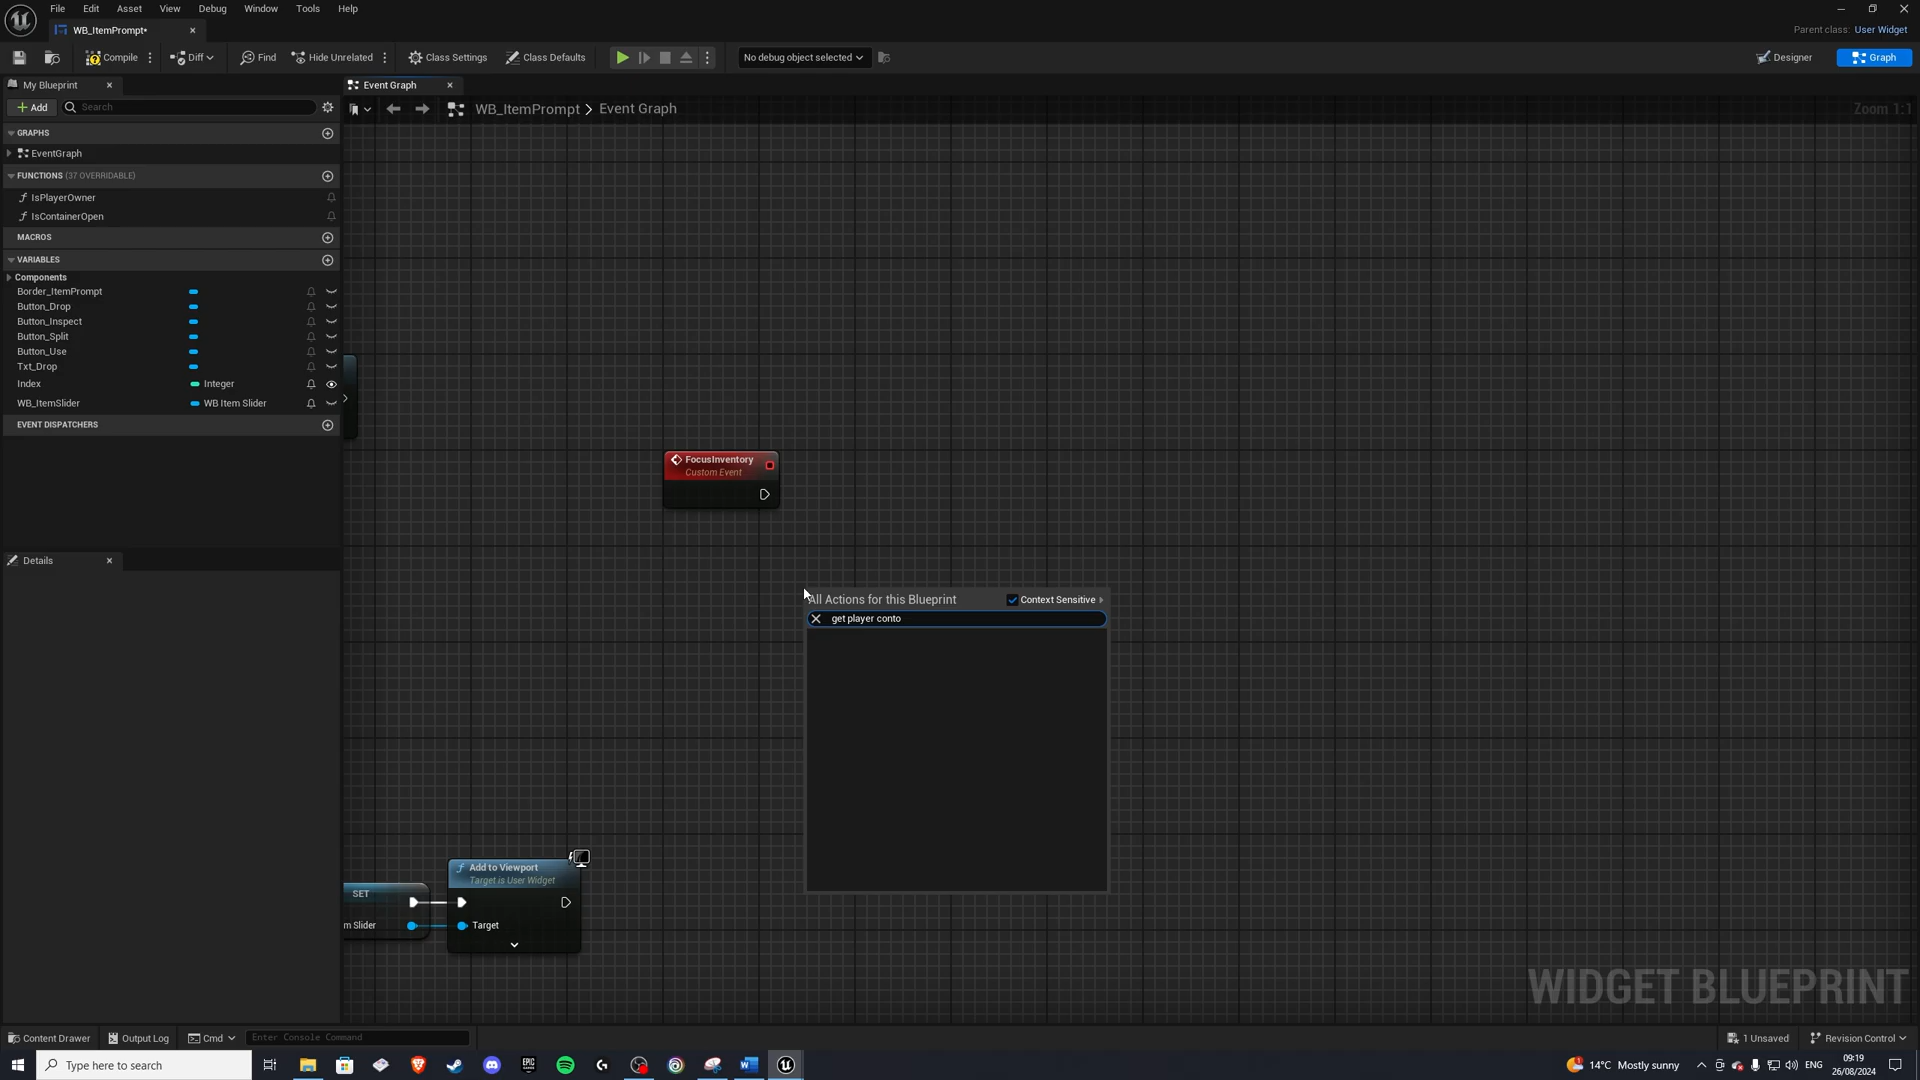 File Edit Asset View Debug Window Tools Help
WB_ItemPrompt*
Parent class: User Widget
Compile Diff Find Hide Unrelated Class Settings Class Defaults No debug object selected Designer Graph
My Blueprint
Event Graph
Add Search
WB_ItemPrompt > Event Graph Zoom 1:1
GRAPHS
EventGraph
FUNCTIONS (37 OVERRIDABLE)
IsPlayerOwner
IsContainerOpen
MACROS
VARIABLES
Components
Border_ItemPrompt
Button_Drop
Button_Inspect
Button_Split
Button_Use
Txt_Drop
Index Integer
WB_ItemSlider WB Item Slider
EVENT DISPATCHERS
Details
FocusInventory
Custom Event
All Actions for this Blueprint Context Sensitive
get player conto
Add to Viewport
Target is User Widget
SET
m Slider
Target
WIDGET BLUEPRINT
Content Drawer Output Log Cmd Enter Console Command 1 Unsaved Revision Control
Type here to search
14°C Mostly sunny ENG
09:19
26/08/2024